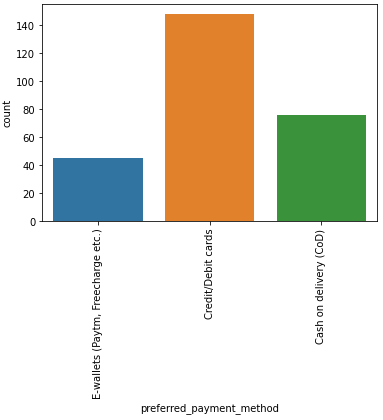 140
120
100
80
60
40
20
0
count
E-wallets (Paytm, Freecharge etc.)
Credit/Debit cards
Cash on delivery (CoD)
preferred_payment_method